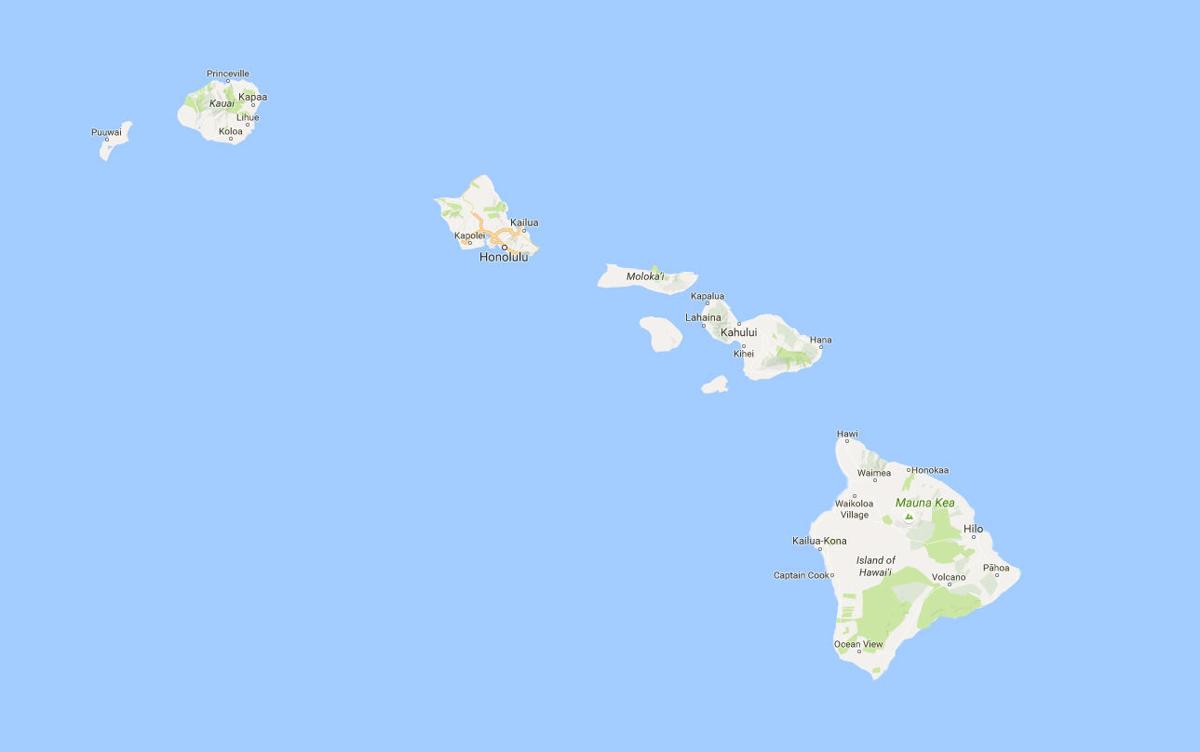 Princeville
Kauai
Kapaa
Lihue
Koloa
Puuwai
Kailua
Kapolei
Honolulu
Moloka'i
Kapalua
Lahaina
Kahului
Kihei
Hana
Hawi
Waimea
Honokaa
Waikoloa
Village
Mauna Kea
Hilo
Kailua-Kona
Island of
Hawai'i
Captain Cook
Volcano
Pāhoa
Ocean View